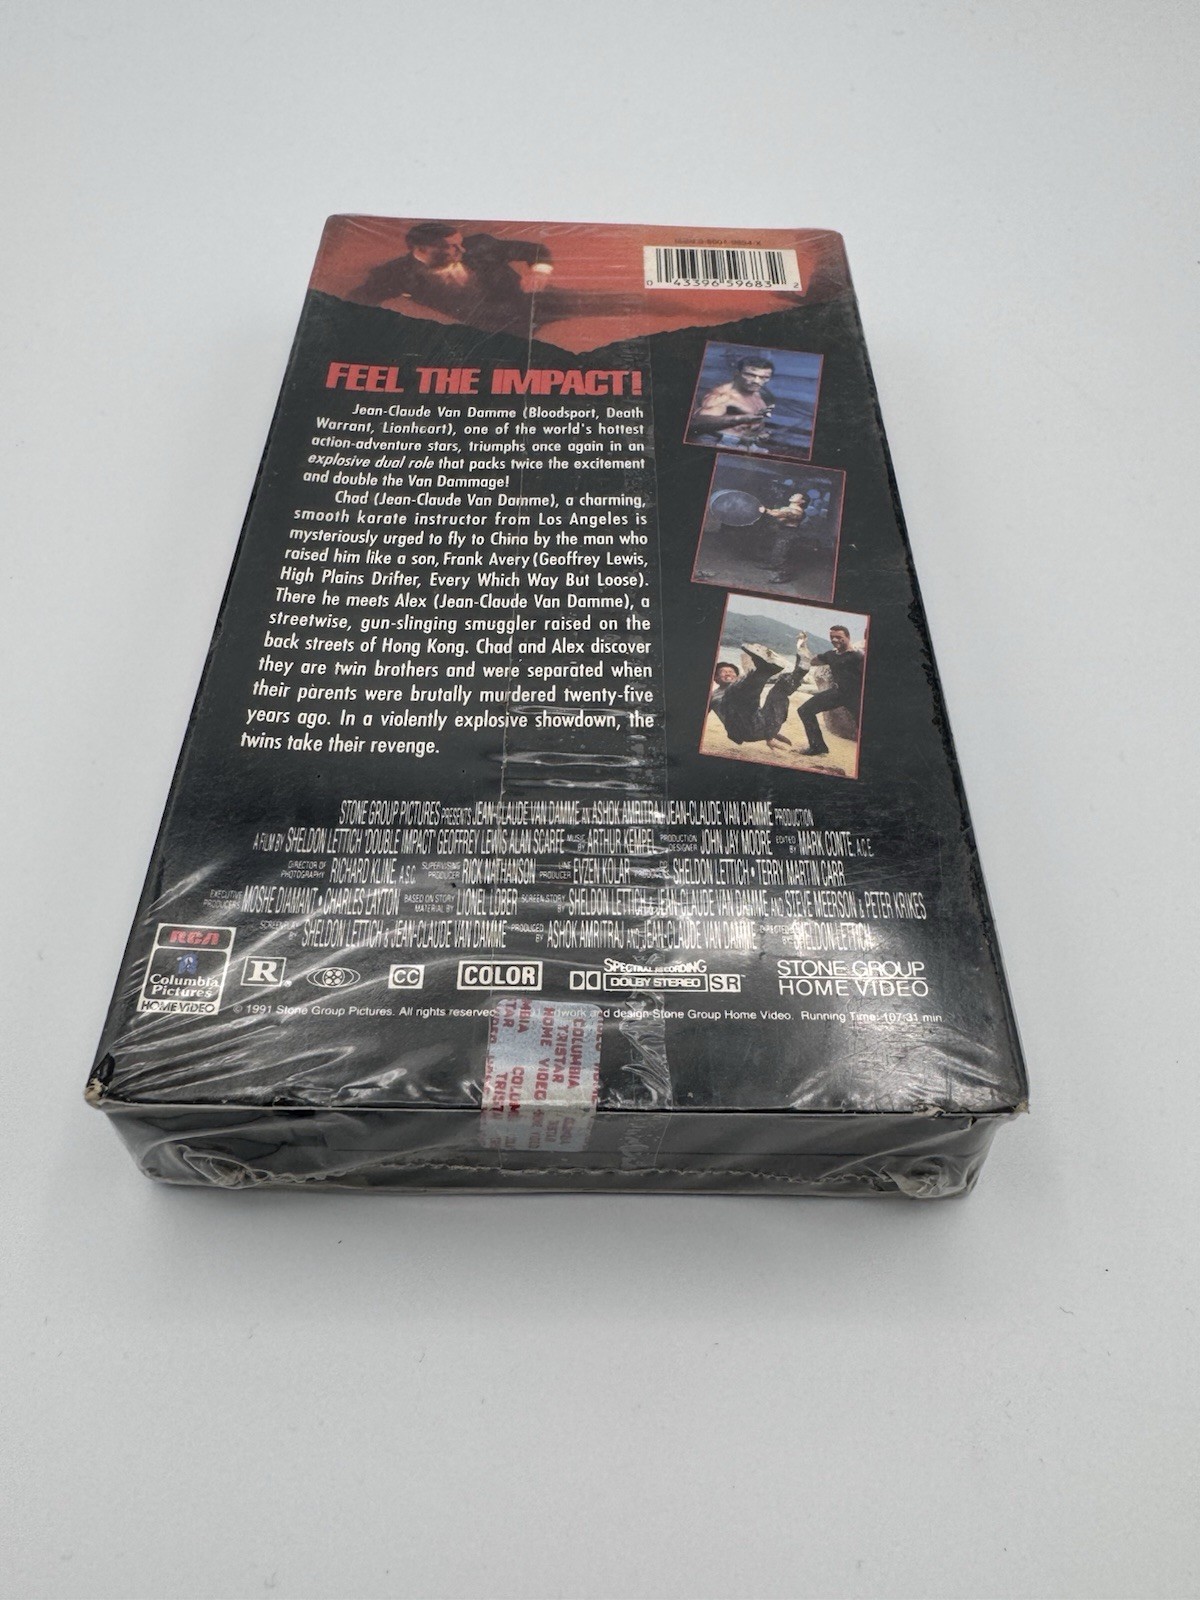 0 43396 59683 2
FEEL THE IMPACT!
Jean-Claude Van Damme (Bloodsport, Death
Warrant, Lionheart), one of the world's hottest
action-adventure stars, triumphs once again in an
explosive dual role that packs twice the excitement
and double the Van Dammage!
Chad (Jean-Claude Van Damme), a charming,
smooth karate instructor from Los Angeles is
mysteriously urged to fly to China by the man who
raised him like a son, Frank Avery (Geoffrey Lewis,
High Plains Drifter, Every Which Way But Loose).
There he meets Alex (Jean-Claude Van Damme), a
streetwise, gun-slinging smuggler raised on the
back streets of Hong Kong. Chad and Alex discover
they are twin brothers and were separated when
their parents were brutally murdered twenty-five
years ago. In a violently explosive showdown, the
twins take their revenge.
STONE GROUP PICTURES PRESENTS JEAN-CLAUDE VAN DAMME AN ASHOK AMRITRAJ/JEAN-CLAUDE VAN DAMME PRODUCTION
A FILM BY SHELDON LETTICH "DOUBLE IMPACT" GEOFFREY LEWIS ALAN SCARFE MUSIC BY ARTHUR KEMPEL PRODUCTION DESIGNER JOHN JAY MOORE EDITED BY MARK CONTE, A.C.E.
DIRECTOR OF PHOTOGRAPHY RICHARD KLINE, A.S.C. SUPERVISING PRODUCER RICK NATHANSON LINE PRODUCER EVZEN KOLAR SHELDON LETTICH • TERRY MARTIN CARR
EXECUTIVE PRODUCERS MOSHE DIAMANT • CHARLES LAYTON BASED ON STORY MATERIAL BY LIONEL SCREEN STORY BY SHELDON LETTICH & JEAN-CLAUDE VAN DAMME AND STEVE MEERSON & PETER KRIKES
SCREENPLAY BY SHELDON LETTICH & JEAN-CLAUDE VAN DAMME PRODUCED BY ASHOK AMRITRAJ AND JEAN-CLAUDE VAN DAMME DIRECTED BY SHELDON LETTICH
RCA
Columbia
Pictures
HOME VIDEO
R
CC
COLOR
SPECTRAL RECORDING
DOLBY STEREO SR
STONE GROUP
HOME VIDEO
© 1991 Stone Group Pictures. All rights reserved. and design Stone Group Home Video. Running Time: 107:31 min.
COLUMBIA
TRISTAR
HOME VIDEO